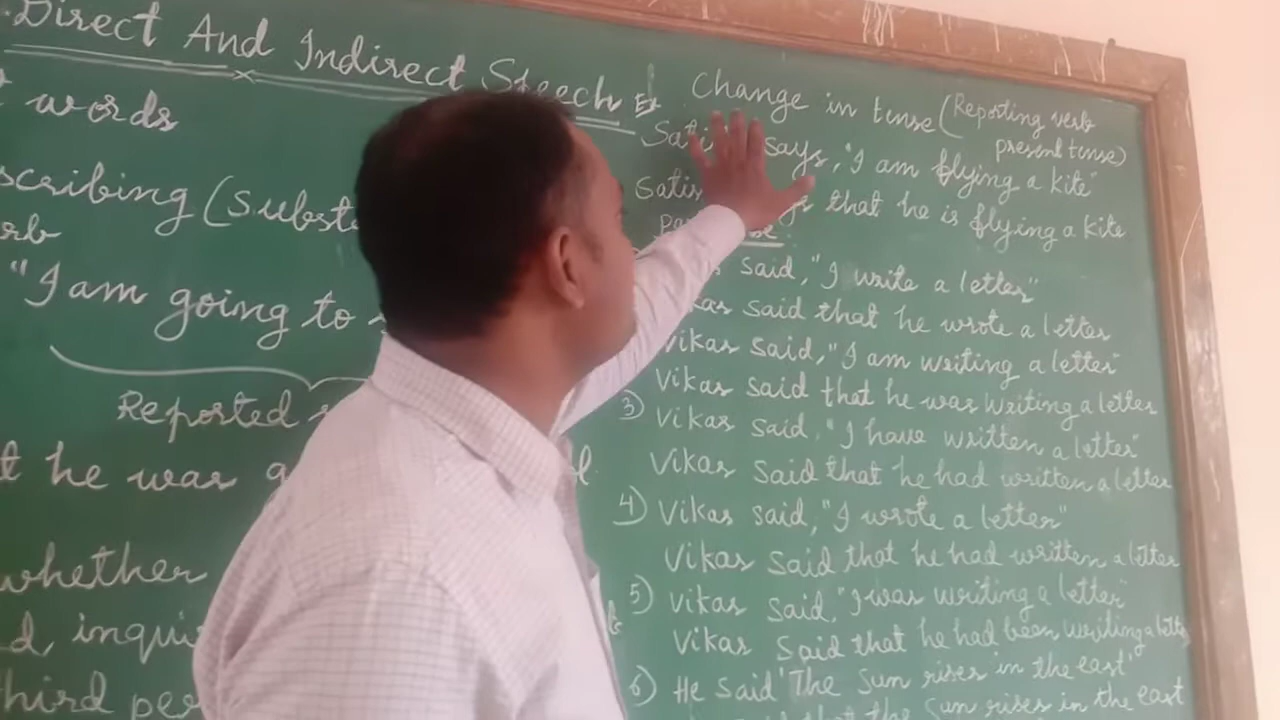 Direct And Indirect Speech
words
scribing (Subst
"I am going to
Reported
he was
whether
inqui
third per
Ex Change in tense (Reporting verb
present tense)
says, "I am flying a kite"
that he is flying a kite
said, "I write a letter"
said that he wrote a letter
Vikas said, "I am writing a letter"
Vikas said that he was writing a letter
3) Vikas said, "I have written a letter"
Vikas said that he had written a letter
4) Vikas said, "I wrote a letter"
Vikas said that he had written a letter
5) Vikas said, "I was writing a letter"
Vikas said that he had been writing a letter
6) He said 'The Sun rises in the east'
said that the Sun rises in the east